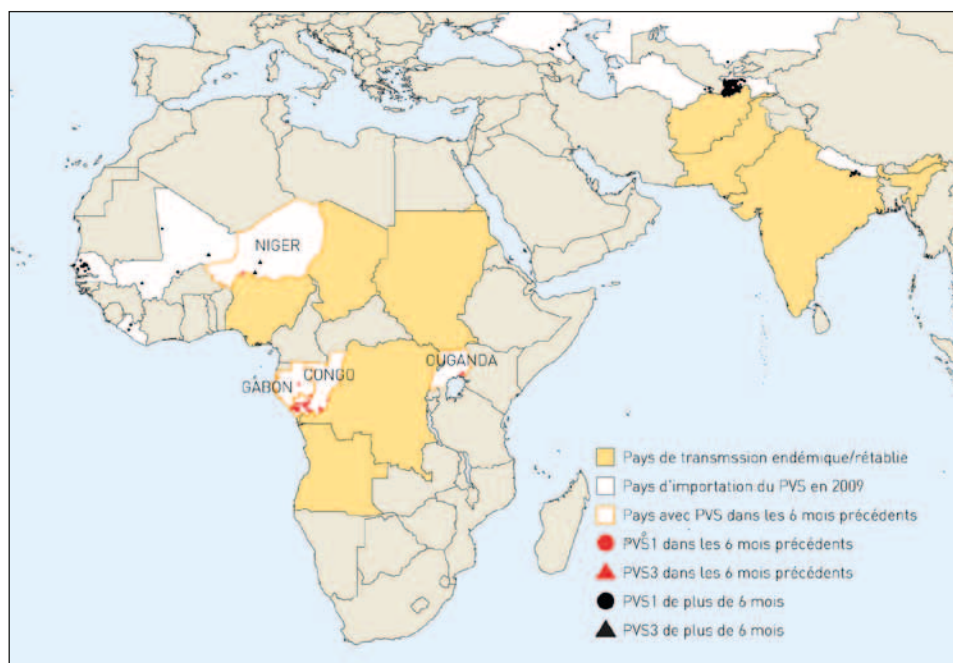 NIGER
OUGANDA
CONGO
GABON
Pays de transmssion endémique/rétablie
Pays d'importation du PVS en 2009
Pays avec PVS dans les 6 mois précédents
PVS1 dans les 6 mois précédents
PVS3 dans les 6 mois précédents
PVS1 de plus de 6 mois
PVS3 de plus de 6 mois